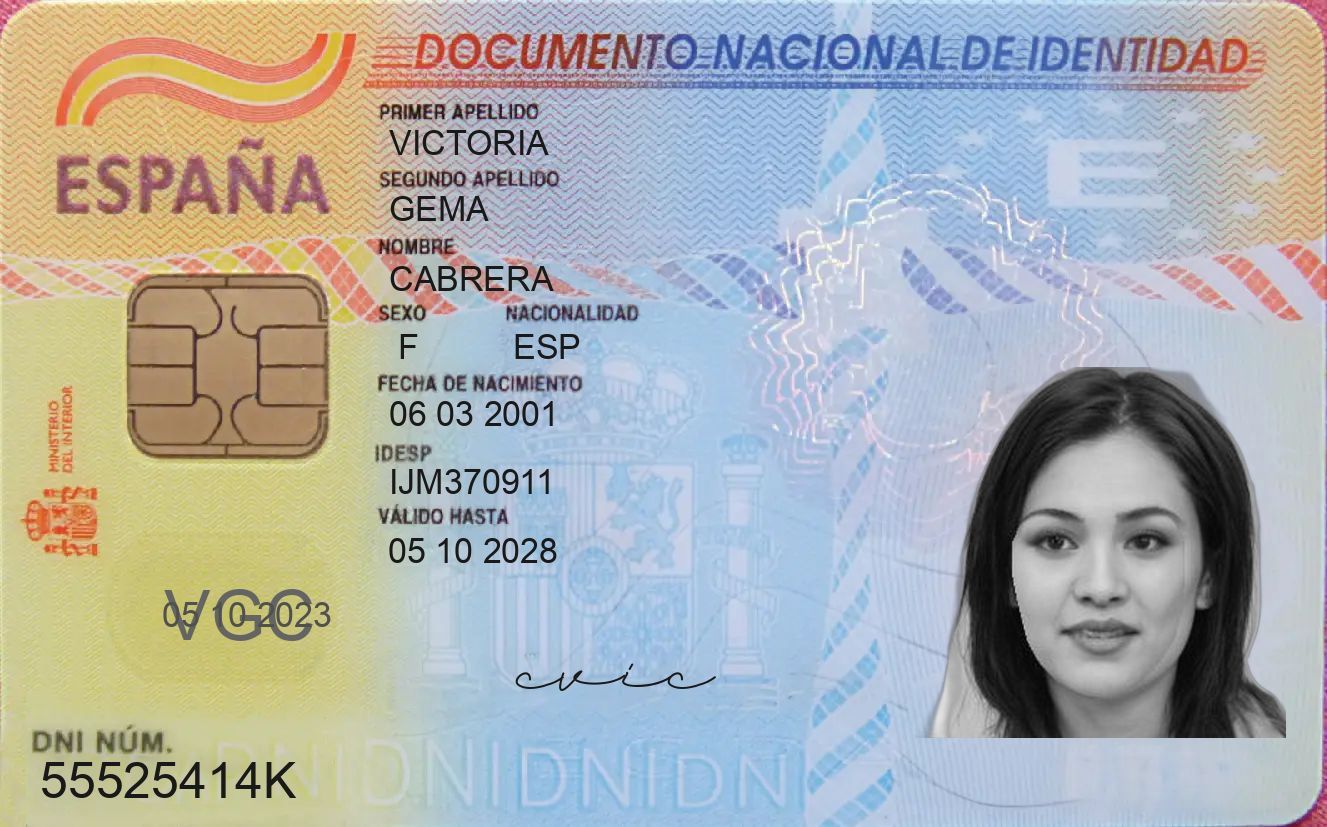 DOCUMENTO NACIONAL DE IDENTIDAD
ESPAÑA
PRIMER APELLIDO
VICTORIA
SEGUNDO APELLIDO
GEMA
NOMBRE
CABRERA
SEXO NACIONALIDAD
F ESP
FECHA DE NACIMIENTO
06 03 2001
IDESP
IJM370911
VÁLIDO HASTA
05 10 2028
MINISTERIO
DEL INTERIOR
E
05 10 2023
VGC
cvic
DNI NÚM.
55525414K
DNIDNIDNIDNI